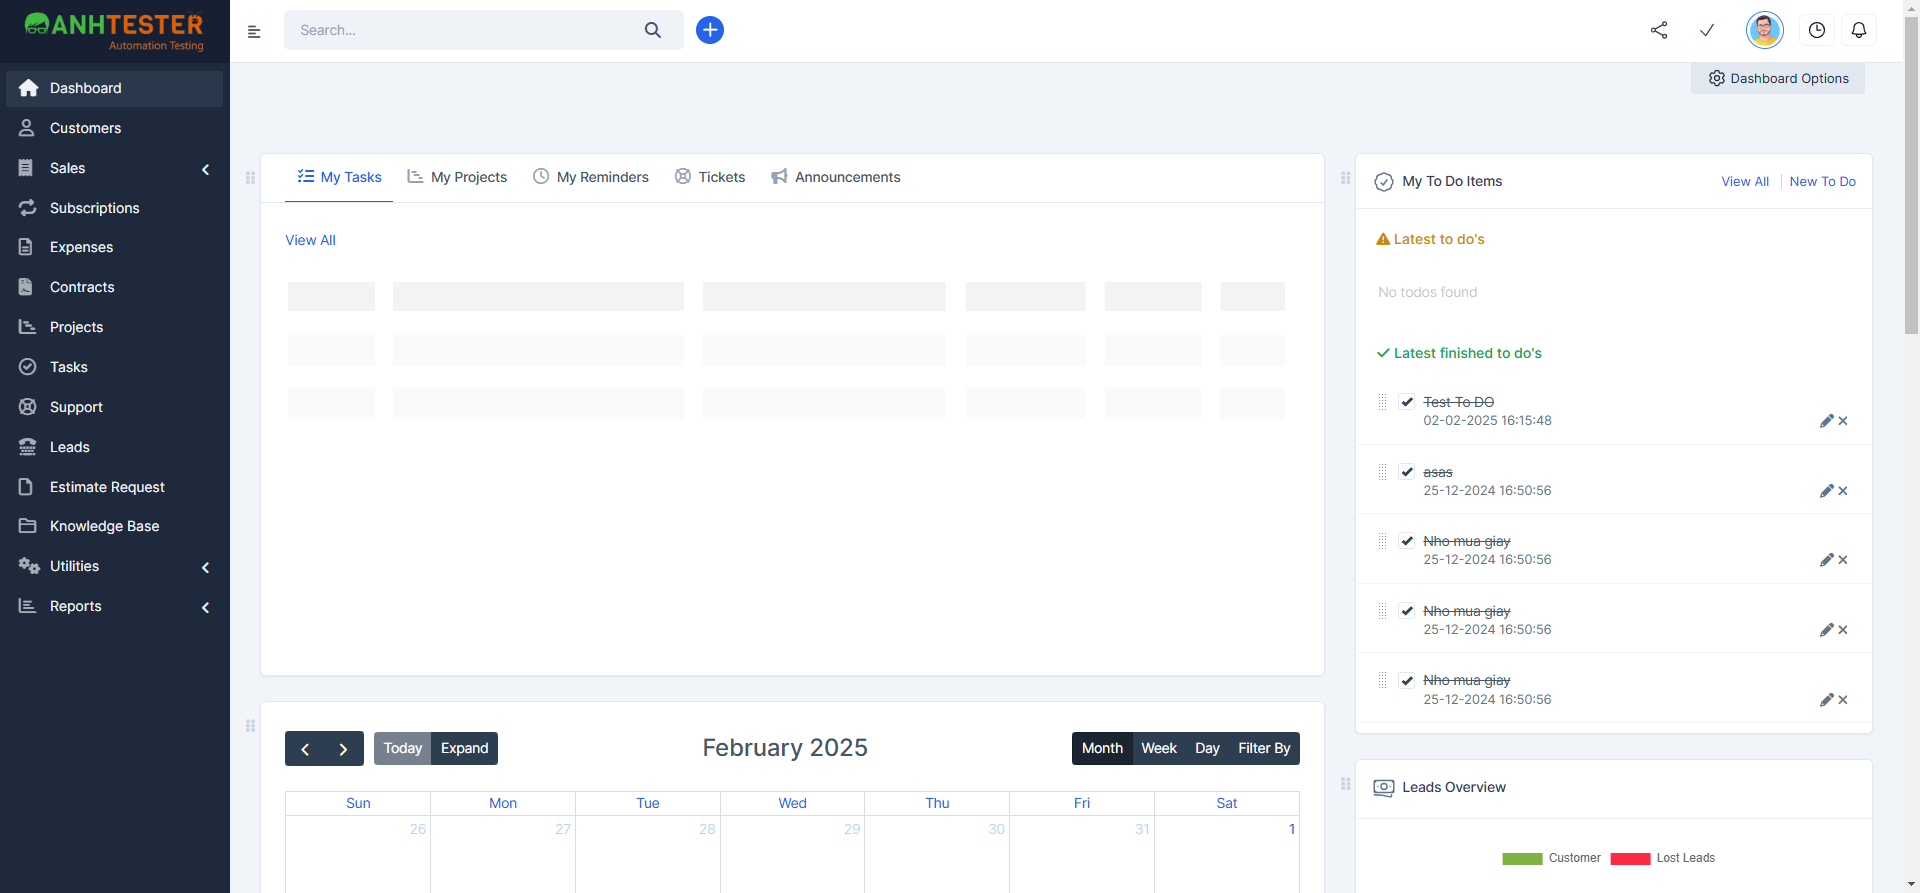 ANHTESTER
Automation Testing
Search...
Dashboard Options
Dashboard
Customers
Sales
Subscriptions
Expenses
Contracts
Projects
Tasks
Support
Leads
Estimate Request
Knowledge Base
Utilities
Reports
My Tasks
My Projects
My Reminders
Tickets
Announcements
View All
My To Do Items
View All
New To Do
Latest to do's
No todos found
Latest finished to do's
Test To DO
02-02-2025 16:15:48
asas
25-12-2024 16:50:56
Nho mua giay
25-12-2024 16:50:56
Nho mua giay
25-12-2024 16:50:56
Nho mua giay
25-12-2024 16:50:56
Today
Expand
February 2025
Month
Week
Day
Filter By
Sun Mon Tue Wed Thu Fri Sat
26 27 28 29 30 31 1
Leads Overview
Customer
Lost Leads